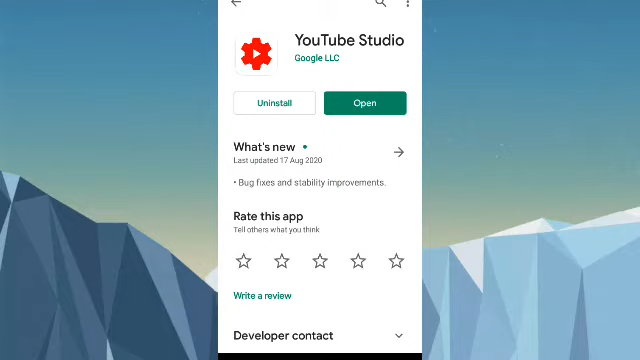 YouTube Studio
Google LLC
Uninstall
Open
What's new •
Last updated 17 Aug 2020
• Bug fixes and stability improvements.
Rate this app
Tell others what you think
Write a review
Developer contact